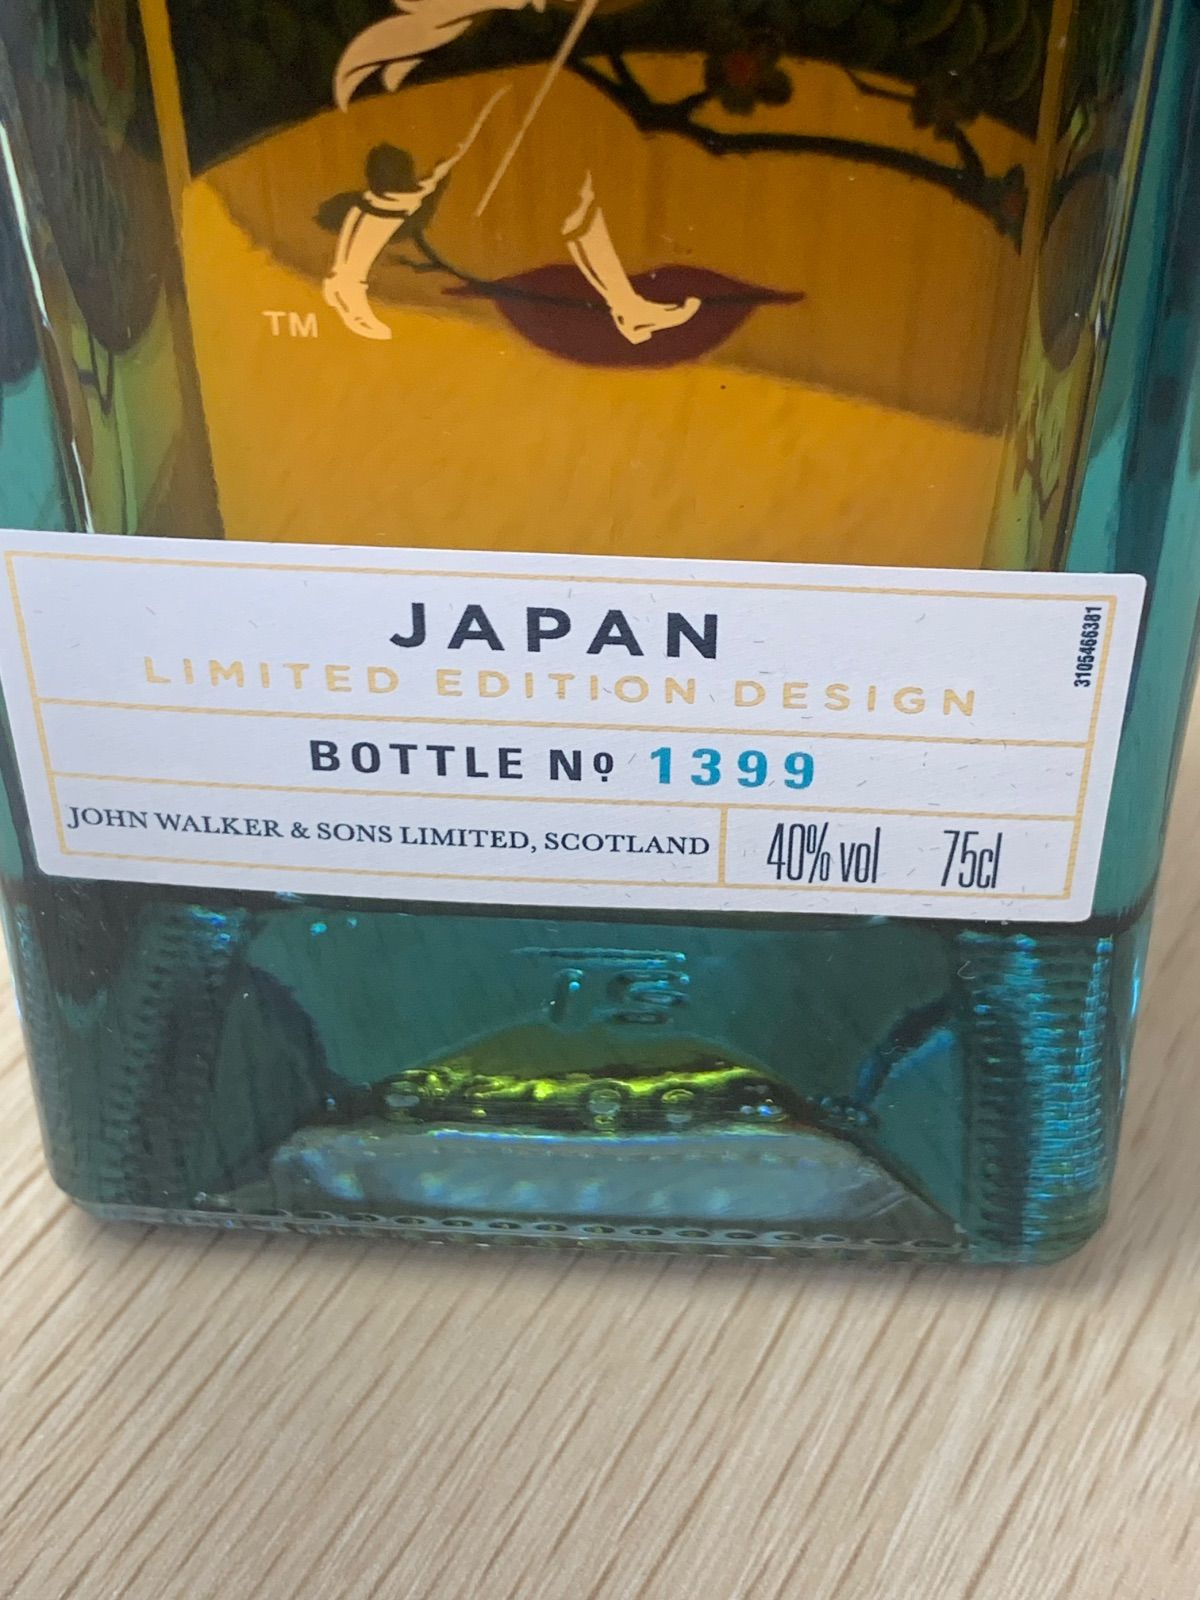 TM
JAPAN
LIMITED EDITION DESIGN
3105466381
BOTTLE Nº 1399
JOHN WALKER & SONS LIMITED, SCOTLAND
40% vol 75cl